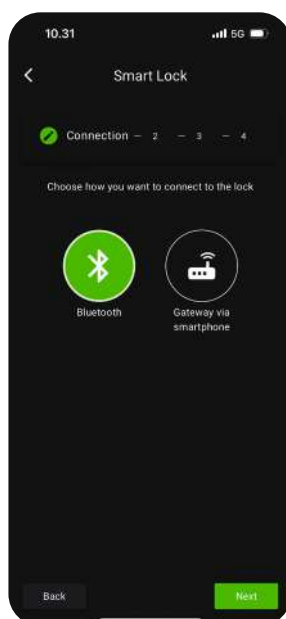 10.31
5G
Smart Lock
Connection – 2 – 3 – 4
Choose how you want to connect to the lock
Bluetooth
Gateway via
smartphone
Back
Next